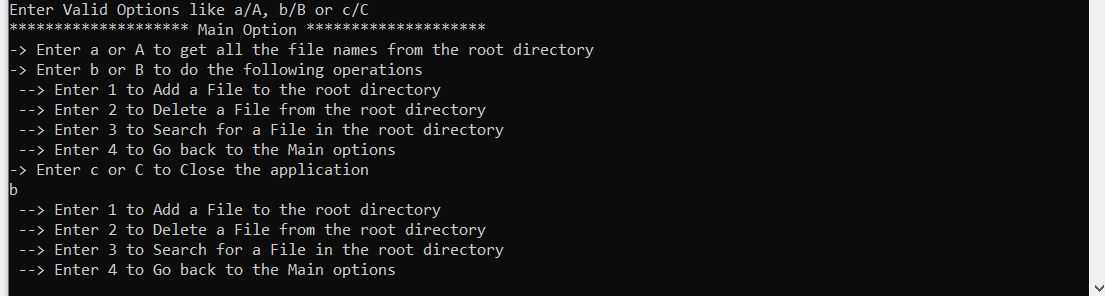 Enter Valid Options like a/A, b/B or c/C
******************** Main Option ********************
-> Enter a or A to get all the file names from the root directory
-> Enter b or B to do the following operations
 --> Enter 1 to Add a File to the root directory
 --> Enter 2 to Delete a File from the root directory
 --> Enter 3 to Search for a File in the root directory
 --> Enter 4 to Go back to the Main options
-> Enter c or C to Close the application
b
 --> Enter 1 to Add a File to the root directory
 --> Enter 2 to Delete a File from the root directory
 --> Enter 3 to Search for a File in the root directory
 --> Enter 4 to Go back to the Main options